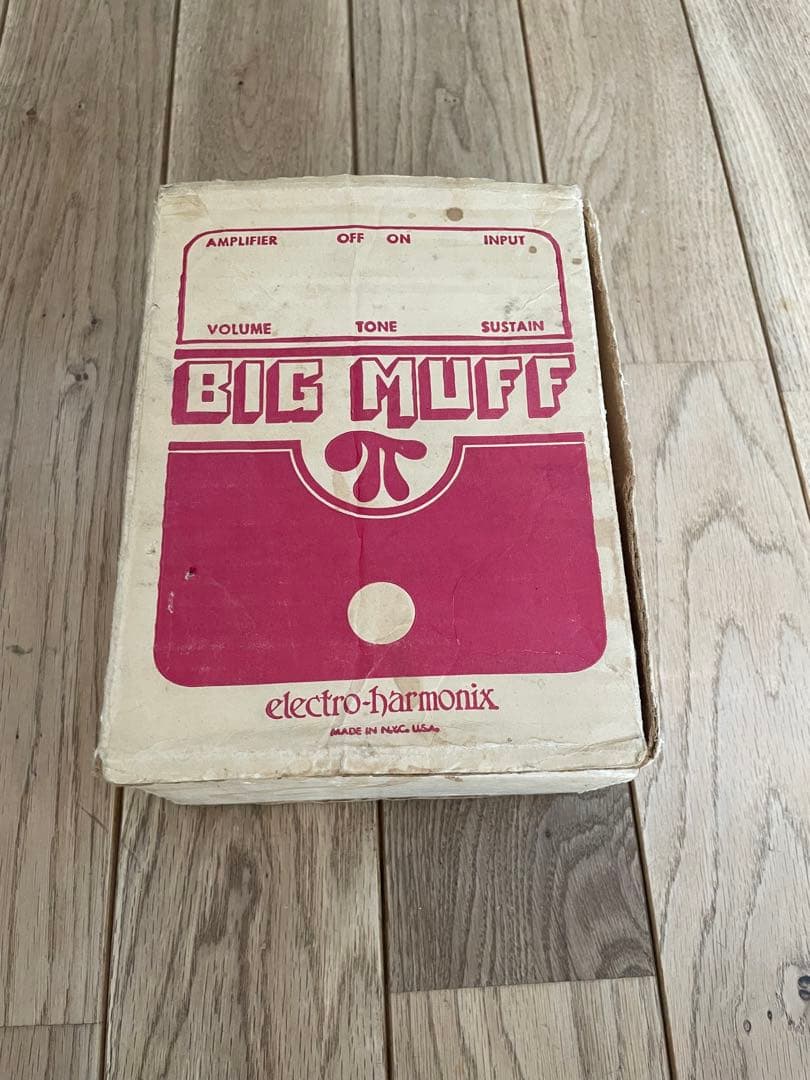 AMPLIFIER OFF ON INPUT
VOLUME TONE SUSTAIN
BIG MUFF
π
electro-harmonix
MADE IN N.Y.C. U.S.A.